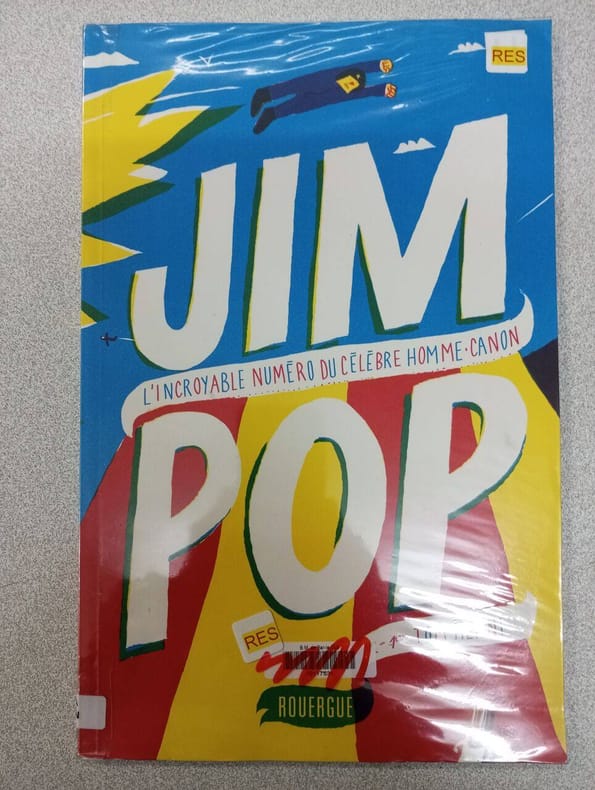 RES
JIM
L'INCROYABLE NUMÉRO DU CÉLÈBRE HOMME-CANON
POP
RES
ROUERGUE